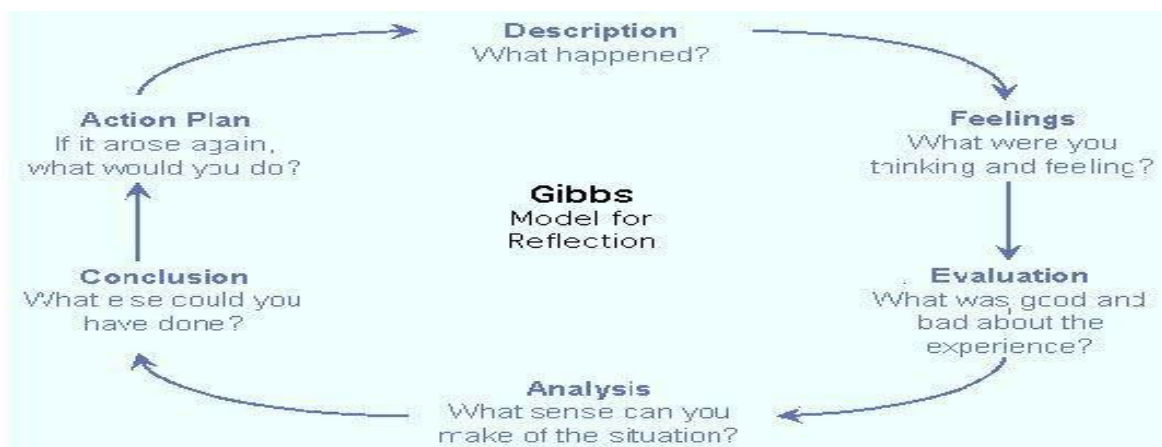 Description
What happened?
Feelings
What were you
thinking and feeling?
Evaluation
What was good and
bad about the
experience?
Analysis
What sense can you
make of the situation?
Conclusion
What else could you
have done?
Action Plan
If it arose again,
what would you do?
Gibbs
Model for
Reflection